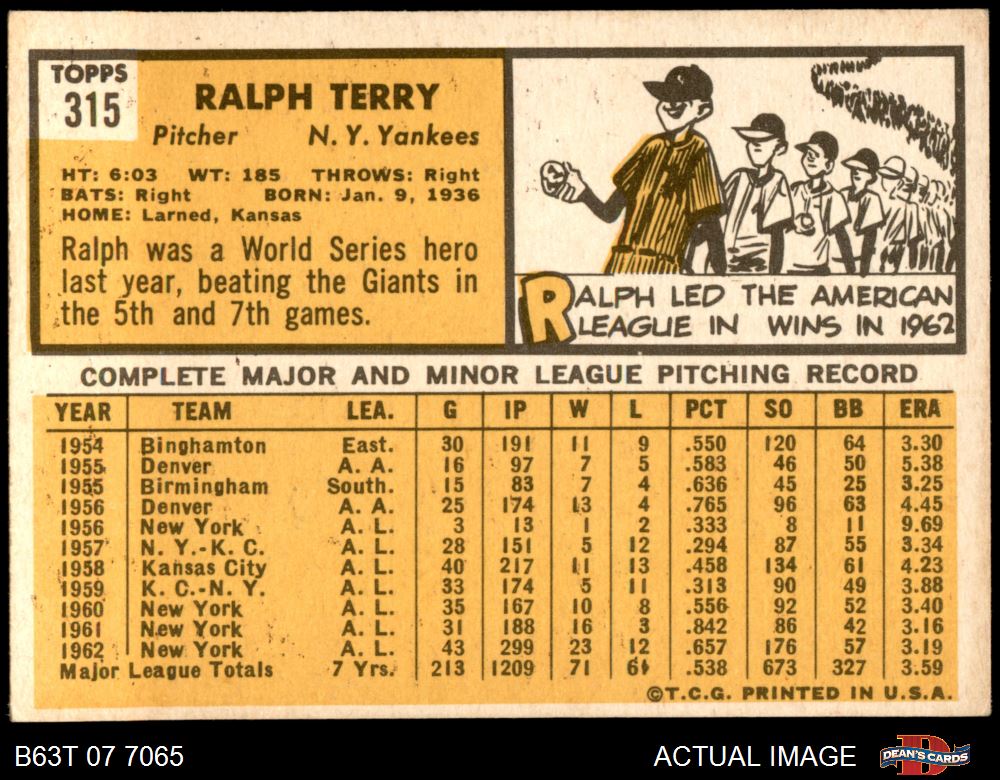 TOPPS
315
RALPH TERRY
Pitcher N. Y. Yankees
HT: 6:03 WT: 185 THROWS: Right
BATS: Right BORN: Jan. 9, 1936
HOME: Larned, Kansas
Ralph was a World Series hero
last year, beating the Giants in
the 5th and 7th games.
RALPH LED THE AMERICAN
LEAGUE IN WINS IN 1962
COMPLETE MAJOR AND MINOR LEAGUE PITCHING RECORD
YEAR TEAM LEA. G IP W L PCT SO BB ERA
1954 Binghamton East. 30 191 11 9 .550 120 64 3.30
1955 Denver A. A. 16 97 7 5 .583 46 50 5.38
1955 Birmingham South. 15 83 7 4 .636 45 25 3.25
1956 Denver A. A. 25 174 13 4 .765 96 63 4.45
1956 New York A. L. 3 13 1 2 .333 8 11 9.69
1957 N. Y.-K. C. A. L. 28 151 5 12 .294 87 55 3.34
1958 Kansas City A. L. 40 217 11 13 .458 134 61 4.23
1959 K. C.-N. Y. A. L. 33 174 5 11 .313 90 49 3.88
1960 New York A. L. 35 167 10 8 .556 92 52 3.40
1961 New York A. L. 31 188 16 3 .842 86 42 3.16
1962 New York A. L. 43 299 23 12 .657 176 57 3.19
Major League Totals 7 Yrs. 213 1209 71 61 .538 673 327 3.59
©T.C.G. PRINTED IN U.S.A.
B63T 07 7065 ACTUAL IMAGE DEAN'S CARDS